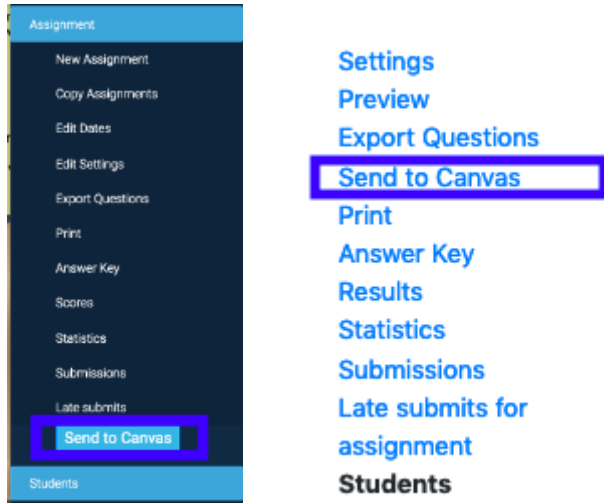 Assignment
New Assignment
Copy Assignments
Edit Dates
Edit Settings
Export Questions
Print
Answer Key
Scores
Statistics
Submissions
Late submits
Send to Canvas
Students
Settings
Preview
Export Questions
Send to Canvas
Print
Answer Key
Results
Statistics
Submissions
Late submits for
assignment
Students